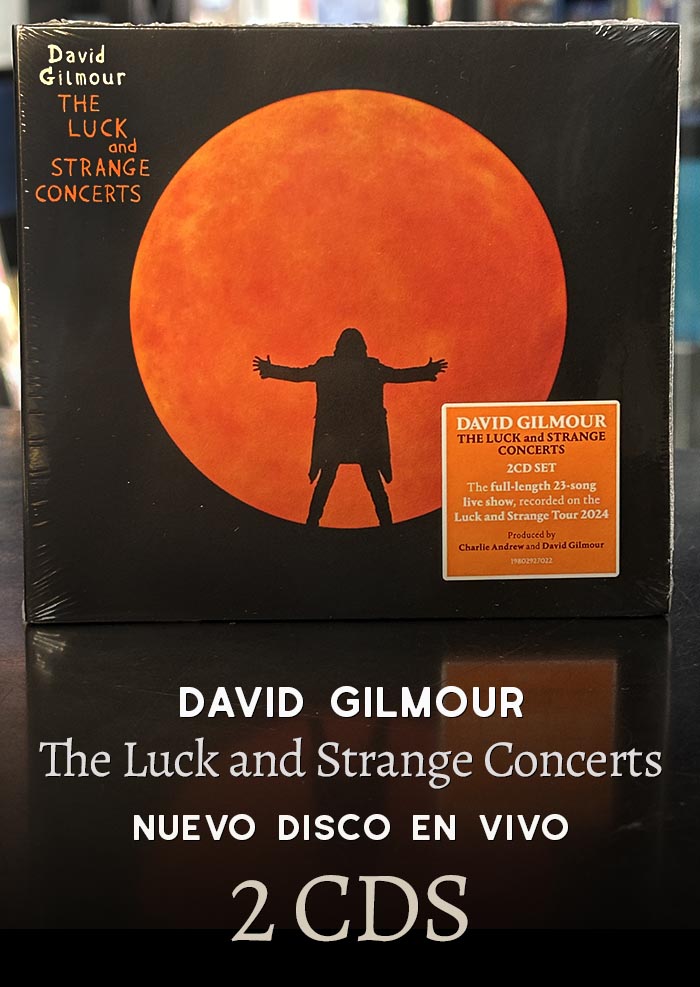 David
Gilmour
THE
LUCK
and
STRANGE
CONCERTS
DAVID GILMOUR
THE LUCK and STRANGE
CONCERTS
2CD SET
The full-length 23-song
live show, recorded on the
Luck and Strange Tour 2024
Produced by
Charlie Andrew and David Gilmour
19802927022
DAVID GILMOUR
The Luck and Strange Concerts
NUEVO DISCO EN VIVO
2 CDS